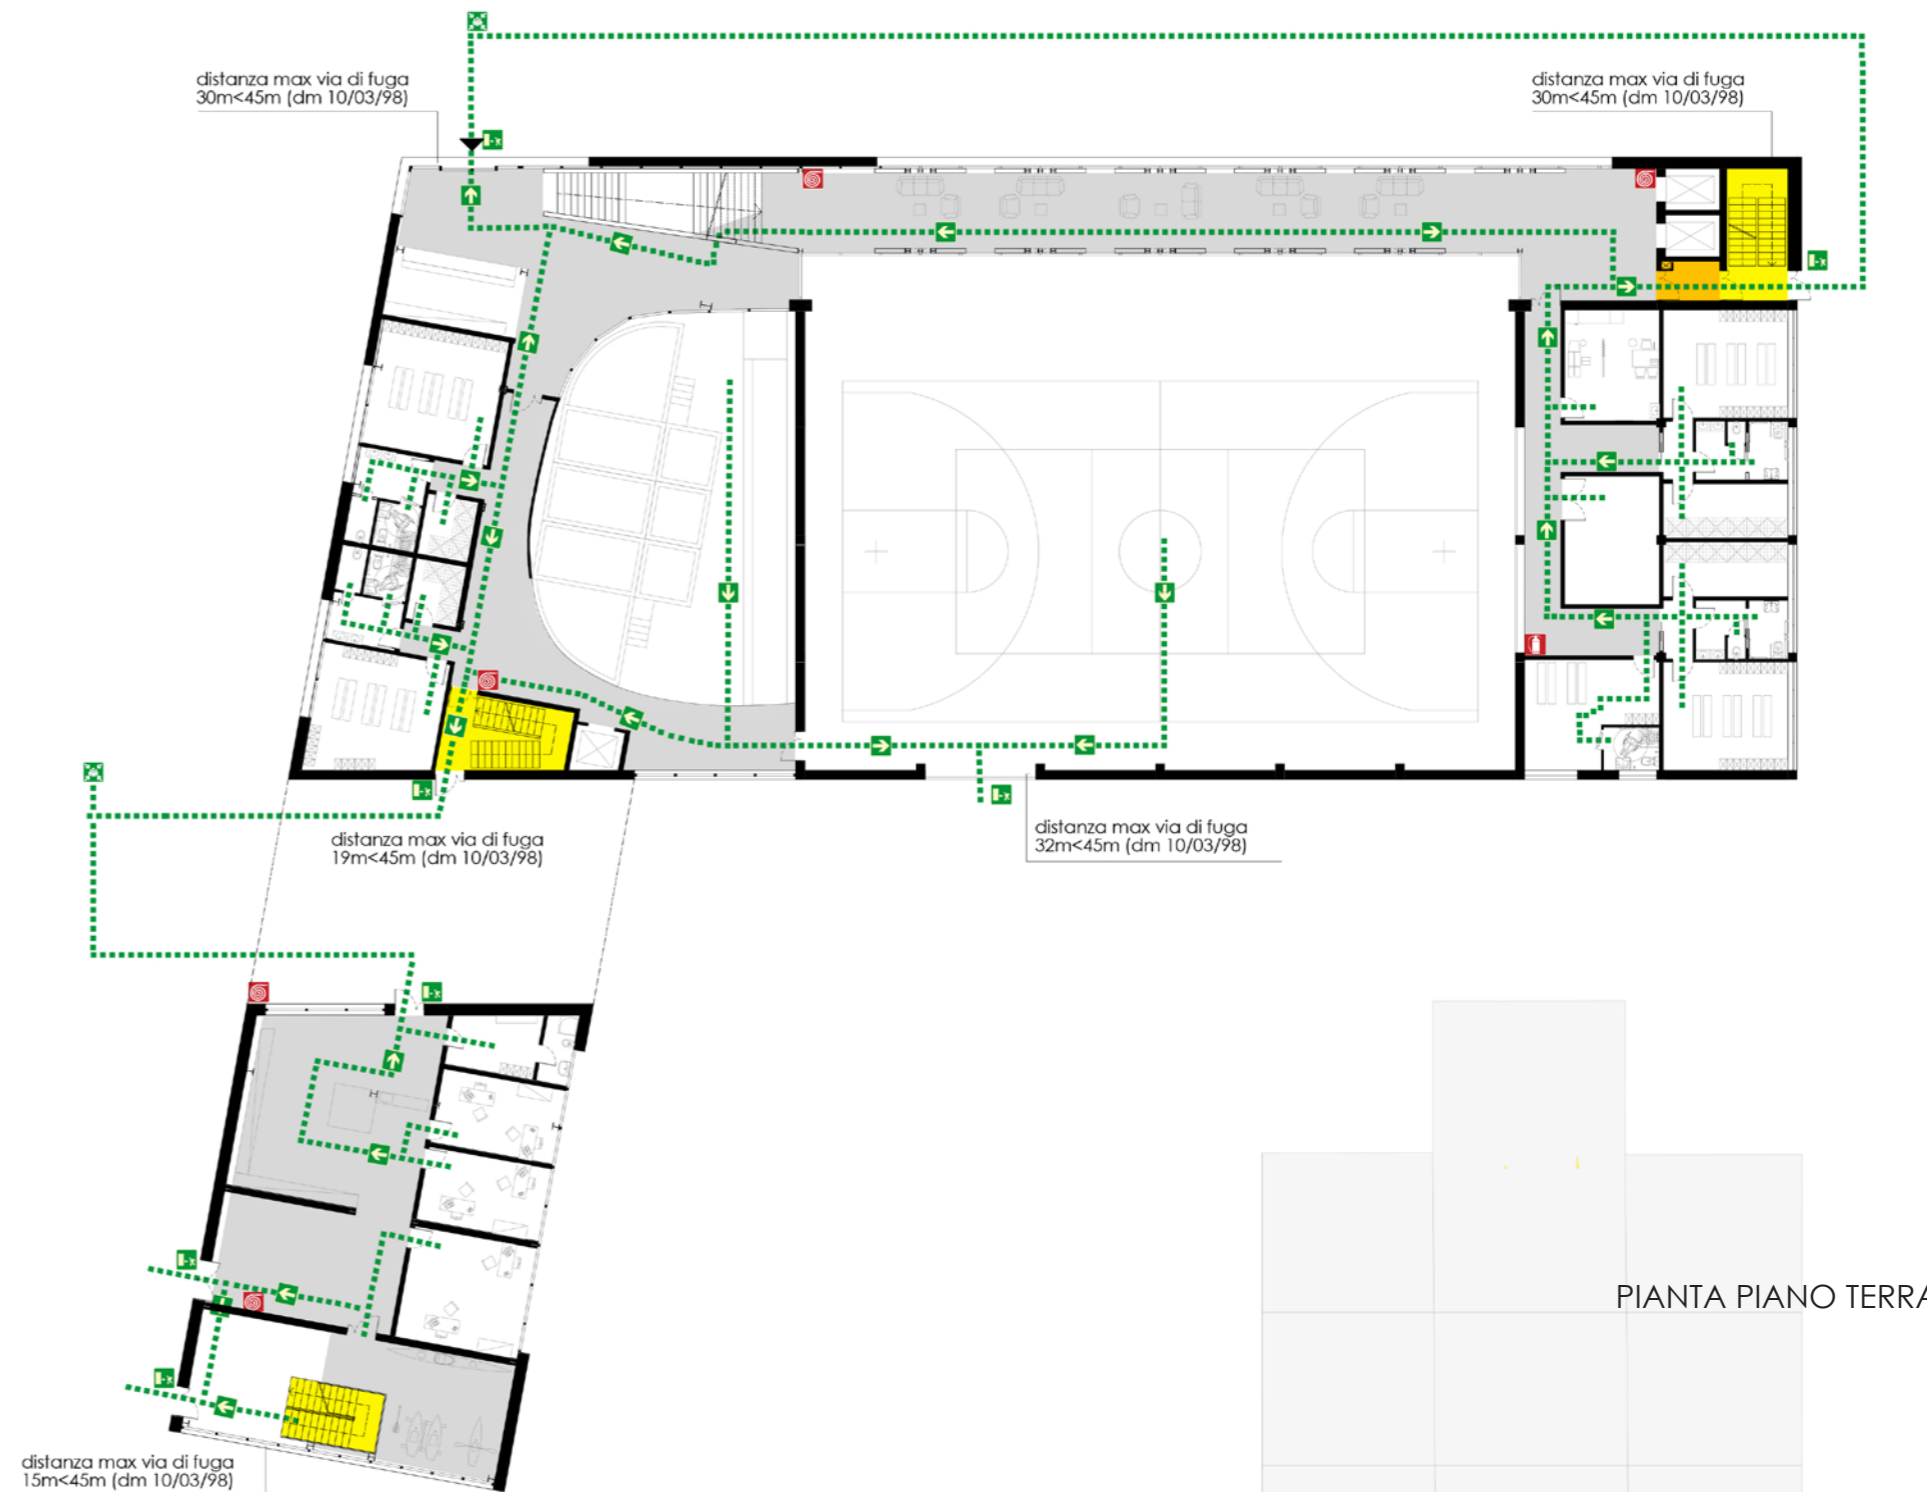 distanza max via di fuga
30m<45m (dm 10/03/98)
distanza max via di fuga
30m<45m (dm 10/03/98)
distanza max via di fuga
19m<45m (dm 10/03/98)
distanza max via di fuga
32m<45m (dm 10/03/98)
PIANTA PIANO TERRA
distanza max via di fuga
15m<45m (dm 10/03/98)